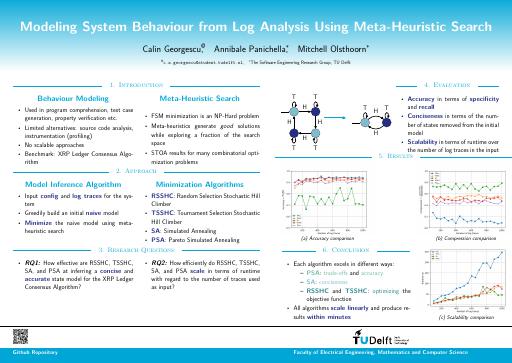 Modeling System Behaviour from Log Analysis Using Meta-Heuristic Search
Calin Georgescu, Annibale Panichella, Mitchell Olsthoorn
The Software Engineering Research Group, TU Delft
1. Introduction
Behaviour Modeling
• Used in program comprehension, test case
generation, property verification etc.
• Limited alternatives: source code analysis,
instrumentation (profiling)
• No scalable approaches
• Benchmark: XRP Ledger Consensus Algo-
rithm
Meta-Heuristic Search
• FSM minimization is an NP-Hard problem
• Meta-heuristics generate good solutions
while exploring a fraction of the search
space
• STOA results for many combinatorial opti-
mization problems
2. Approach
Model Inference Algorithm
• Input config and log traces for the sys-
tem
• Greedily build an initial naive model
• Minimize the naive model using meta-
heuristic search
Minimization Algorithms
• RSSHC: Random Selection Stochastic Hill
Climber
• TSSHC: Tournament Selection Stochastic
Hill Climber
• SA: Simulated Annealing
• PSA: Pareto Simulated Annealing
3. Research Questions
• RQ1: How effective are RSSHC, TSSHC,
SA, and PSA at inferring a concise and
accurate state model for the XRP Ledger
Consensus Algorithm?
• RQ2: How efficiently do RSSHC, TSSHC,
SA, and PSA scale in terms of runtime
with regard to the number of traces used
as input?
T
T
H
H
H
H
T
T
T
T
H
H
4. Evaluation
• Accuracy in terms of specificity
and recall
• Conciseness in terms of the num-
ber of states removed from the initial
model
• Scalability in terms of runtime over
the number of log traces in the input
5. Results
(a) Accuracy comparison
(b) Compression comparison
6. Conclusion
• Each algorithm excels in different ways:
– PSA: trade-offs and accuracy
– SA: conciseness
– RSSHC and TSSHC: optimizing the
objective function
• All algorithms scale linearly and produce re-
sults within minutes
(c) Scalability comparison
TUDelft
Github Repository
Faculty of Electrical Engineering, Mathematics and Computer Science